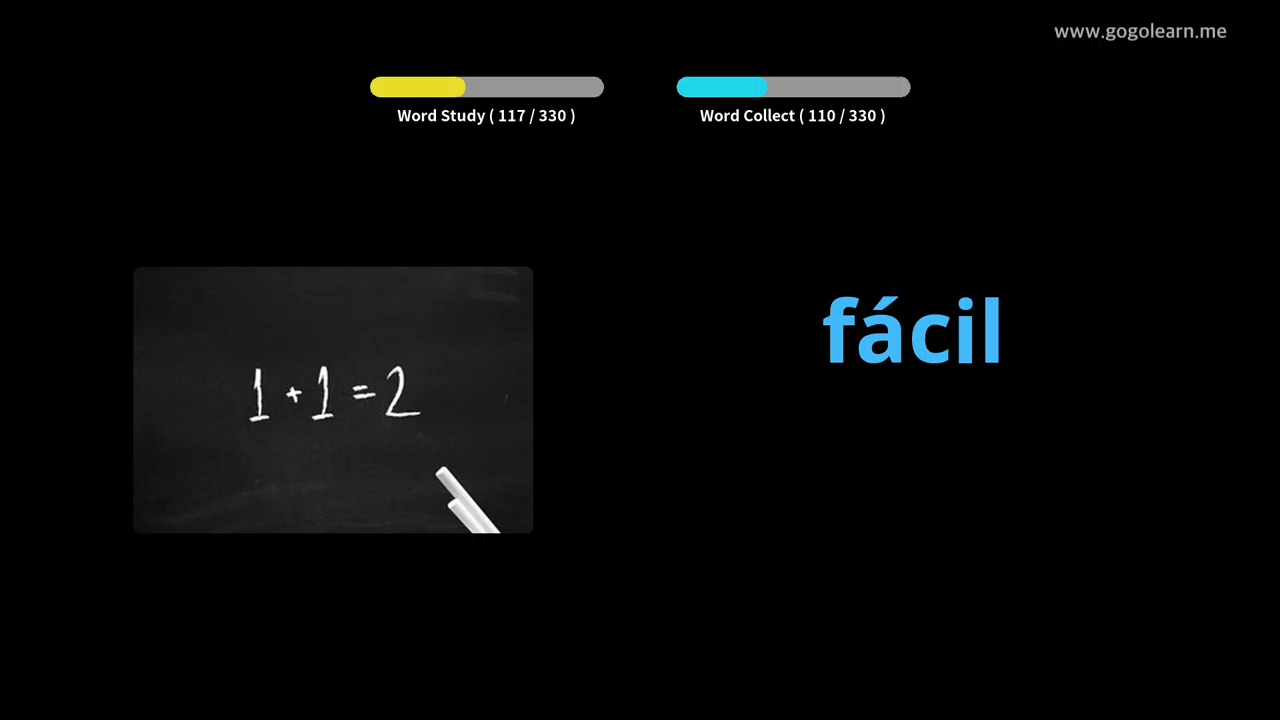 www.gogolearn.me
Word Study ( 117 / 330 )
Word Collect ( 110 / 330 )
fácil
1 + 1 = 2